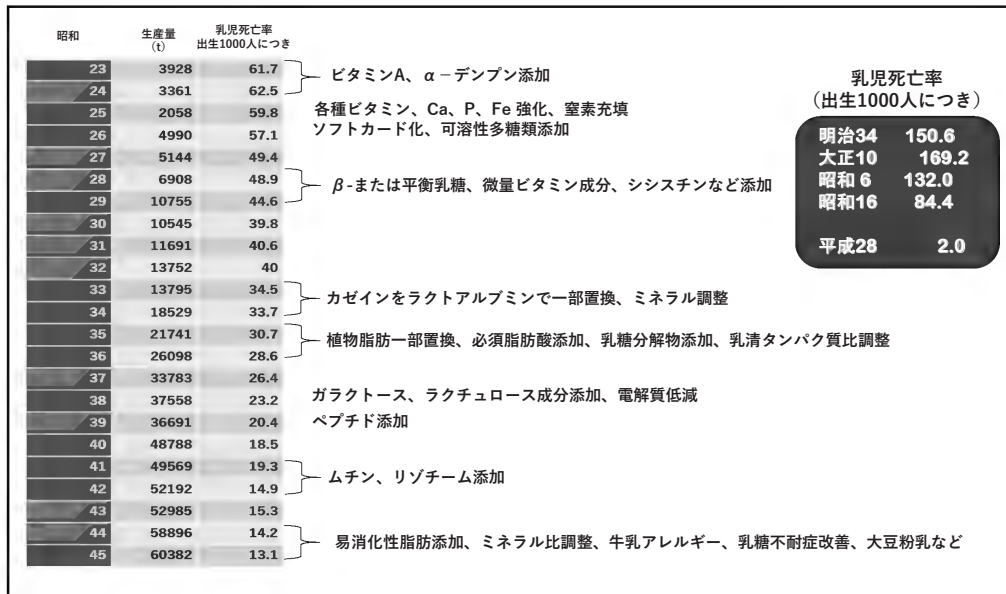 昭和 生産量 乳児死亡率
(t) 出生1000人につき
23 3928 61.7
24 3361 62.5
25 2058 59.8
26 4990 57.1
27 5144 49.4
28 6908 48.9
29 10755 44.6
30 10545 39.8
31 11691 40.6
32 13752 40
33 13795 34.5
34 18529 33.7
35 21741 30.7
36 26098 28.6
37 33783 26.4
38 37558 23.2
39 36691 20.4
40 48788 18.5
41 49569 19.3
42 52192 14.9
43 52985 15.3
44 58896 14.2
45 60382 13.1
ビタミンA、α－デンプン添加
各種ビタミン、Ca、P、Fe 強化、窒素充填
ソフトカード化、可溶性多糖類添加
β-または平衡乳糖、微量ビタミン成分、シシスチンなど添加
カゼインをラクトアルブミンで一部置換、ミネラル調整
植物脂肪一部置換、必須脂肪酸添加、乳糖分解物添加、乳清タンパク質比調整
ガラクトース、ラクチュロース成分添加、電解質低減
ペプチド添加
ムチン、リゾチーム添加
易消化性脂肪添加、ミネラル比調整、牛乳アレルギー、乳糖不耐症改善、大豆粉乳など
乳児死亡率
(出生1000人につき)
明治34 150.6
大正10 169.2
昭和 6 132.0
昭和16 84.4
平成28 2.0